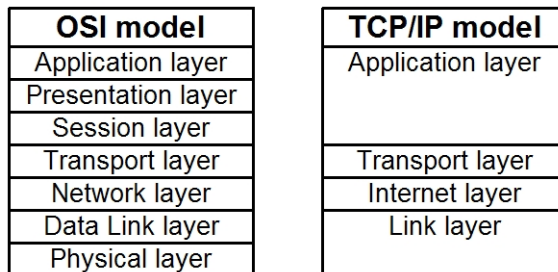 OSI model
Application layer
Presentation layer
Session layer
Transport layer
Network layer
Data Link layer
Physical layer
TCP/IP model
Application layer
Transport layer
Internet layer
Link layer